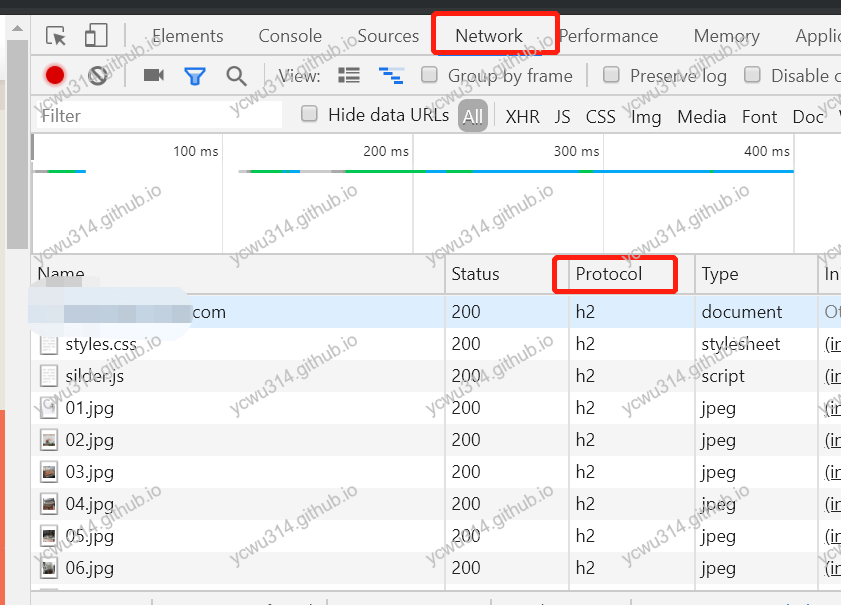 Elements Console Sources Network Performance Memory Applic
View: Group by frame Preserve log Disable c
Filter Hide data URLs All XHR JS CSS Img Media Font Doc
100 ms 200 ms 300 ms 400 ms
Name Status Protocol Type In
com 200 h2 document Ot
styles.css 200 h2 stylesheet (in
silder.js 200 h2 script (in
01.jpg 200 h2 jpeg (in
02.jpg 200 h2 jpeg (in
03.jpg 200 h2 jpeg (in
04.jpg 200 h2 jpeg (in
05.jpg 200 h2 jpeg (in
06.jpg 200 h2 jpeg (in
ycwu314.github.io